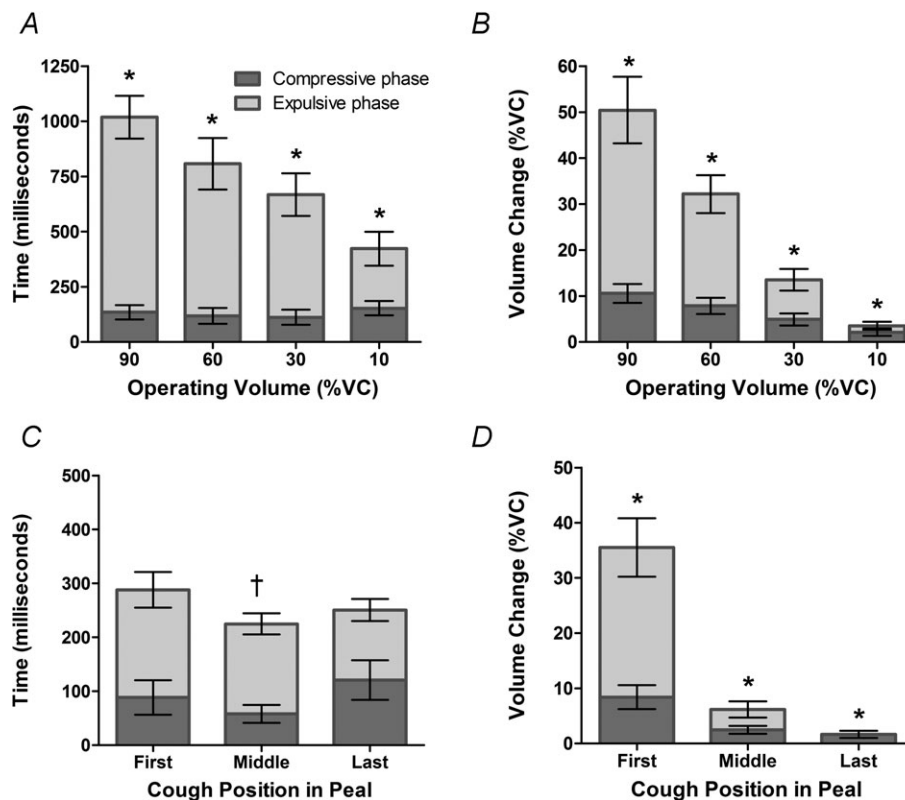 A
Time (milliseconds)
1250
1000
750
500
250
0
*
*
*
*
Compressive phase
Expulsive phase
90 60 30 10
Operating Volume (%VC)
B
Volume Change (%VC)
60
50
40
30
20
10
0
*
*
*
*
90 60 30 10
Operating Volume (%VC)
C
Time (milliseconds)
500
400
300
200
100
0
†
First Middle Last
Cough Position in Peal
D
Volume Change (%VC)
50
40
30
20
10
0
*
*
*
First Middle Last
Cough Position in Peal